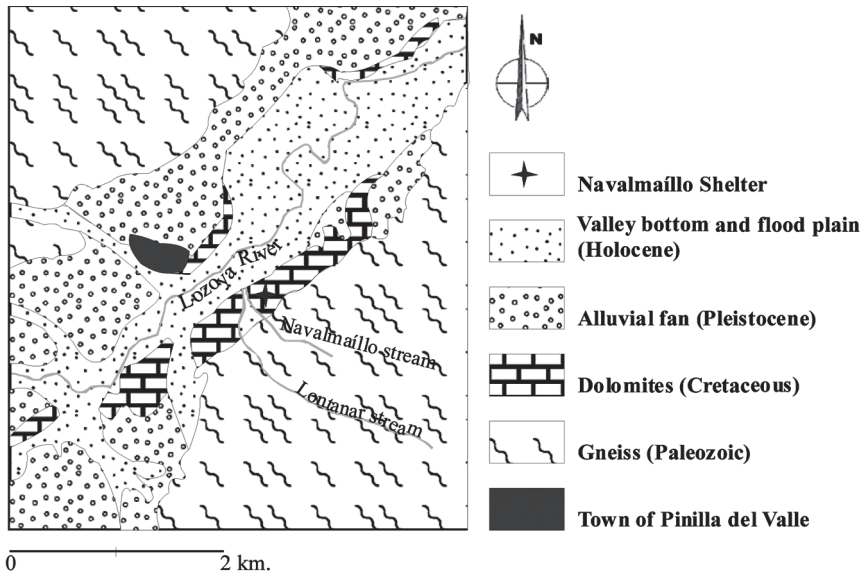 N
Lozoya River
Navalmaíllo stream
Lontanar stream
Navalmaíllo Shelter
Valley bottom and flood plain
(Holocene)
Alluvial fan (Pleistocene)
Dolomites (Cretaceous)
Gneiss (Paleozoic)
Town of Pinilla del Valle
0
2 km.